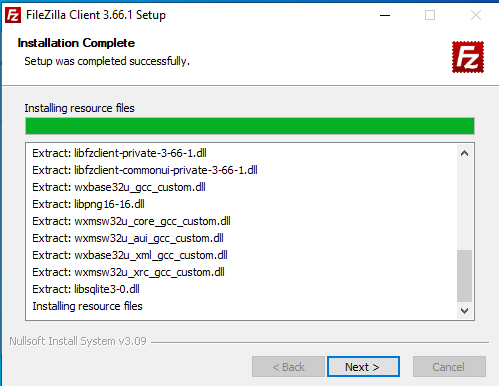 FileZilla Client 3.66.1 Setup
Installation Complete
Setup was completed successfully.
Fz
Installing resource files
Extract: libfzclient-private-3-66-1.dll
Extract: libfzclient-commonui-private-3-66-1.dll
Extract: wxbase32u_gcc_custom.dll
Extract: libpng16-16.dll
Extract: wxmsw32u_core_gcc_custom.dll
Extract: wxmsw32u_aui_gcc_custom.dll
Extract: wxbase32u_xml_gcc_custom.dll
Extract: wxmsw32u_xrc_gcc_custom.dll
Extract: libsqlite3-0.dll
Installing resource files
Nullsoft Install System v3.09
< Back Next > Cancel